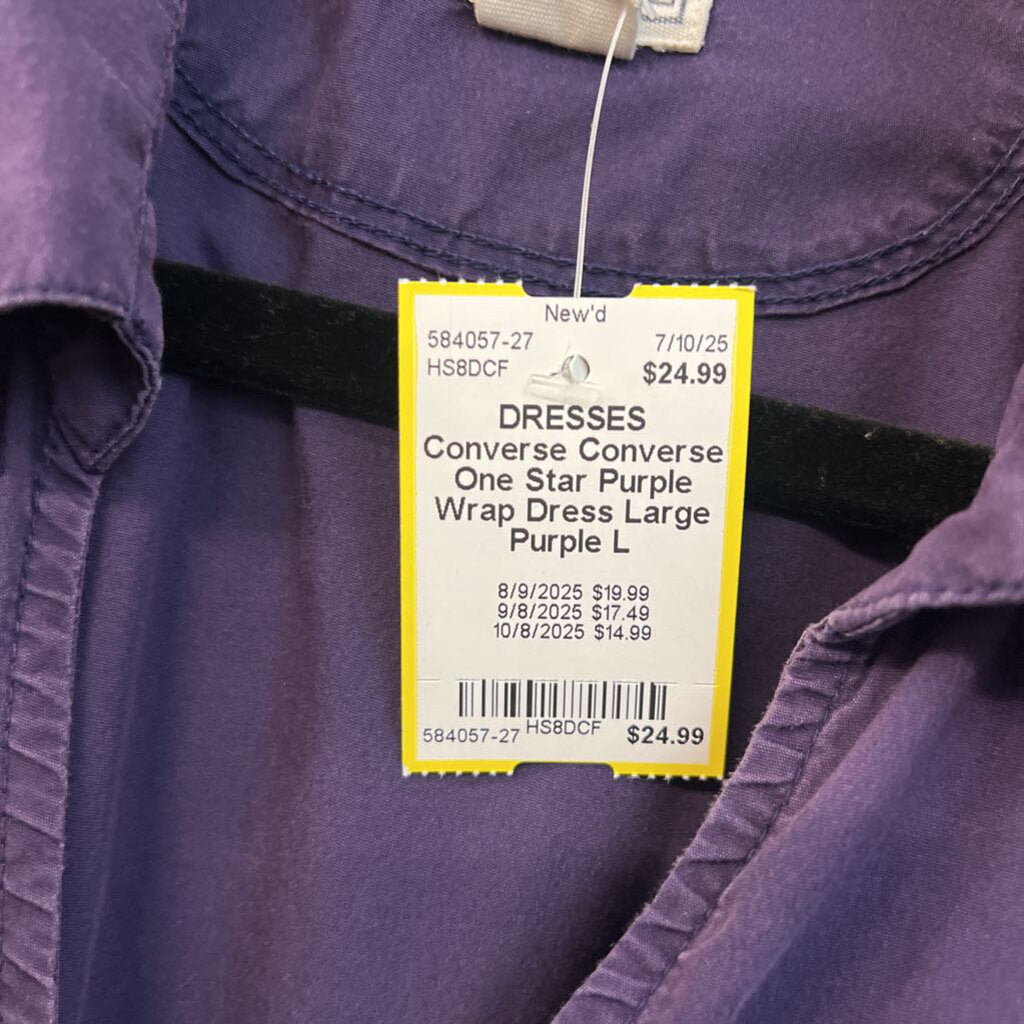 New'd
584057-27 7/10/25
HS8DCF $24.99
DRESSES
Converse Converse
One Star Purple
Wrap Dress Large
Purple L
8/9/2025 $19.99
9/8/2025 $17.49
10/8/2025 $14.99
584057-27 HS8DCF $24.99